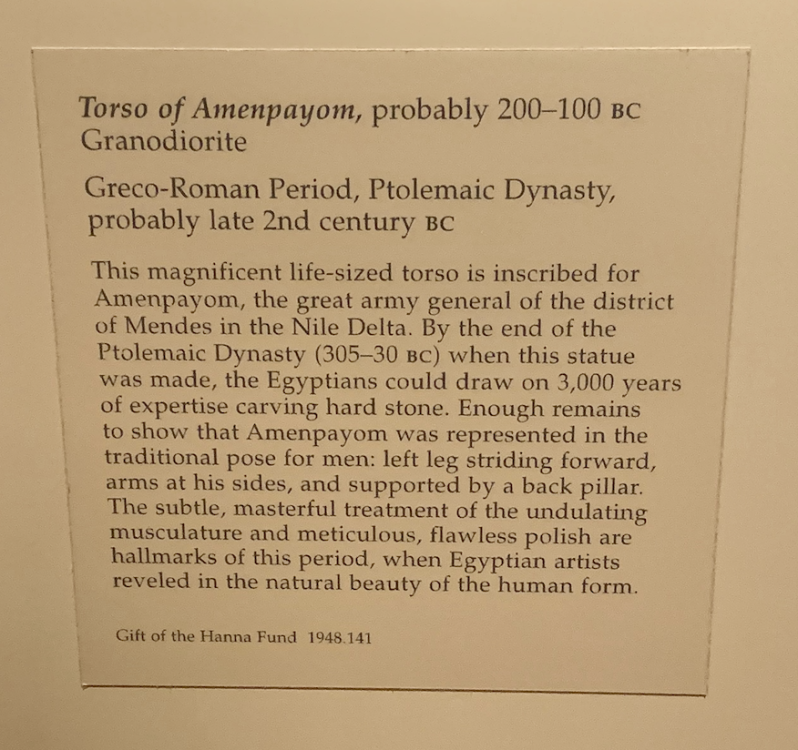 Torso of Amenpayom, probably 200–100 BC
Granodiorite
Greco-Roman Period, Ptolemaic Dynasty,
probably late 2nd century BC
This magnificent life-sized torso is inscribed for
Amenpayom, the great army general of the district
of Mendes in the Nile Delta. By the end of the
Ptolemaic Dynasty (305–30 BC) when this statue
was made, the Egyptians could draw on 3,000 years
of expertise carving hard stone. Enough remains
to show that Amenpayom was represented in the
traditional pose for men: left leg striding forward,
arms at his sides, and supported by a back pillar.
The subtle, masterful treatment of the undulating
musculature and meticulous, flawless polish are
hallmarks of this period, when Egyptian artists
reveled in the natural beauty of the human form.
Gift of the Hanna Fund 1948.141